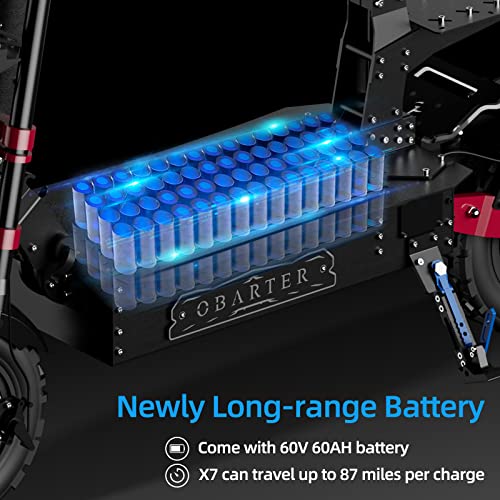 OBARTER
Newly Long-range Battery
Come with 60V 60AH battery
X7 can travel up to 87 miles per charge